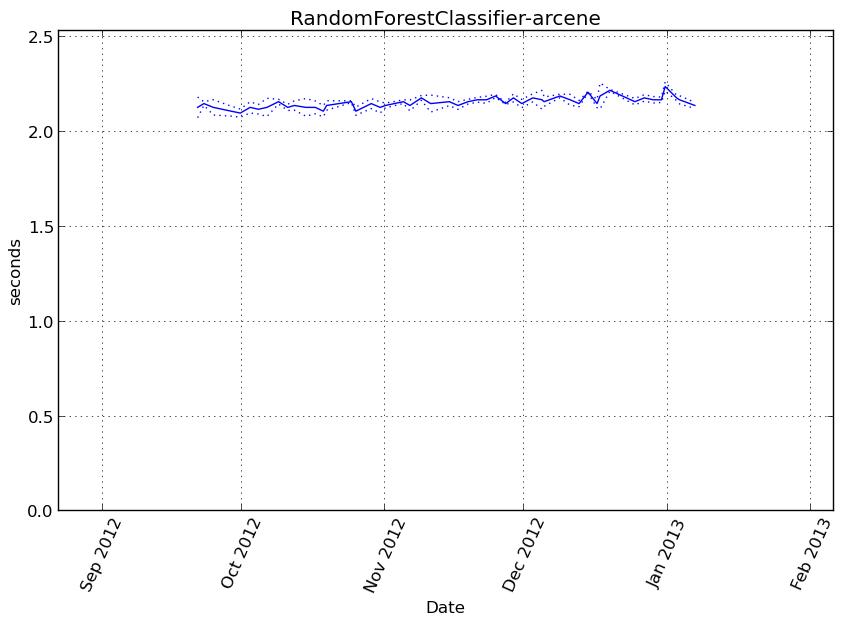 RandomForestClassifier-arcene
2.5
2.0
1.5
1.0
0.5
0.0
seconds
Sep 2012
Oct 2012
Nov 2012
Dec 2012
Jan 2013
Feb 2013
Date